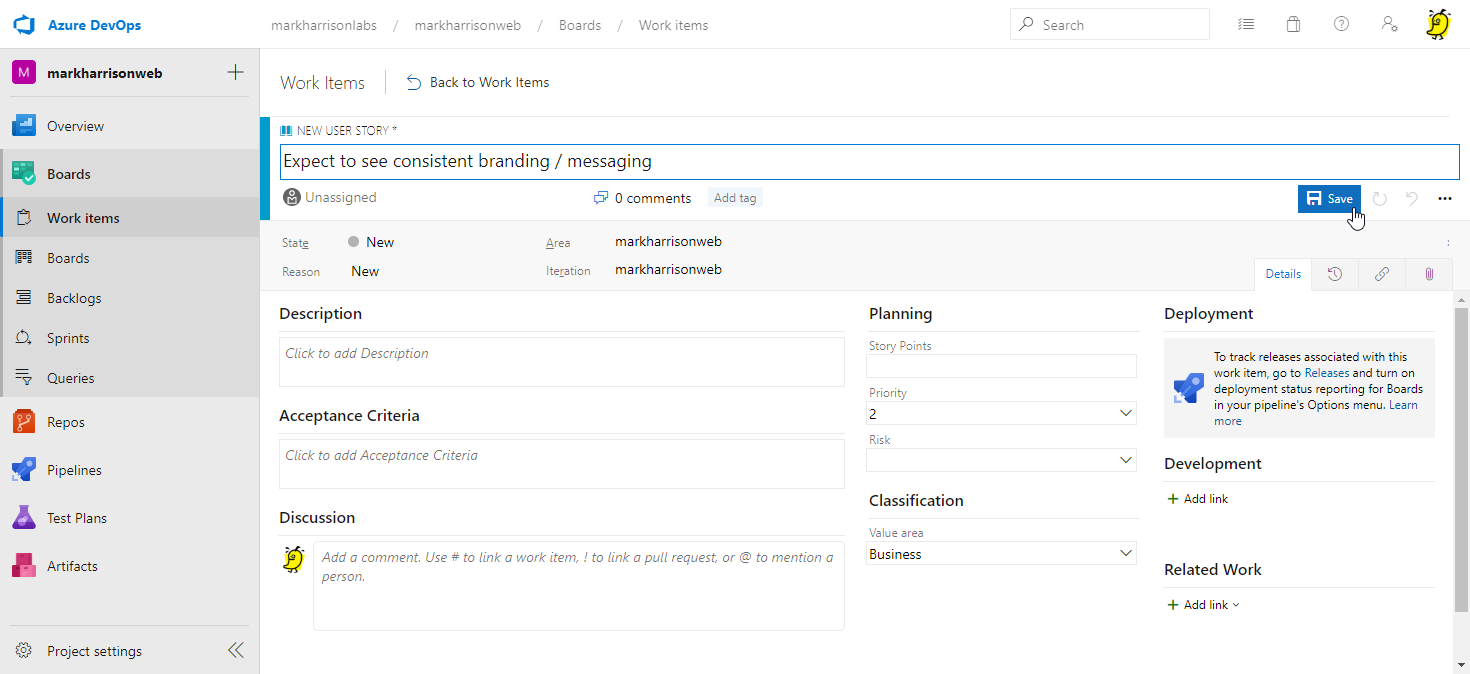 Azure DevOps
markharrisonlabs / markharrisonweb / Boards / Work items
Search
M markharrisonweb
Overview
Boards
Work items
Boards
Backlogs
Sprints
Queries
Repos
Pipelines
Test Plans
Artifacts
Project settings
Work Items
Back to Work Items
NEW USER STORY *
Expect to see consistent branding / messaging
Unassigned
0 comments
Add tag
Save
State
New
Area
markharrisonweb
Reason
New
Iteration
markharrisonweb
Details
Description
Click to add Description
Acceptance Criteria
Click to add Acceptance Criteria
Discussion
Add a comment. Use # to link a work item, ! to link a pull request, or @ to mention a
person.
Planning
Story Points
Priority
2
Risk
Classification
Value area
Business
Deployment
To track releases associated with this
work item, go to Releases and turn on
deployment status reporting for Boards
in your pipeline's Options menu. Learn
more
Development
+ Add link
Related Work
+ Add link